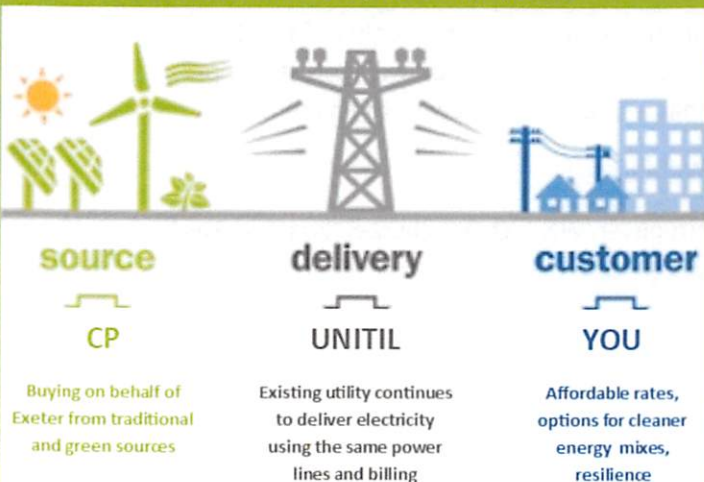 source
CP
Buying on behalf of
Exeter from traditional
and green sources
delivery
UNITIL
Existing utility continues
to deliver electricity
using the same power
lines and billing
customer
YOU
Affordable rates,
options for cleaner
energy mixes,
resilience